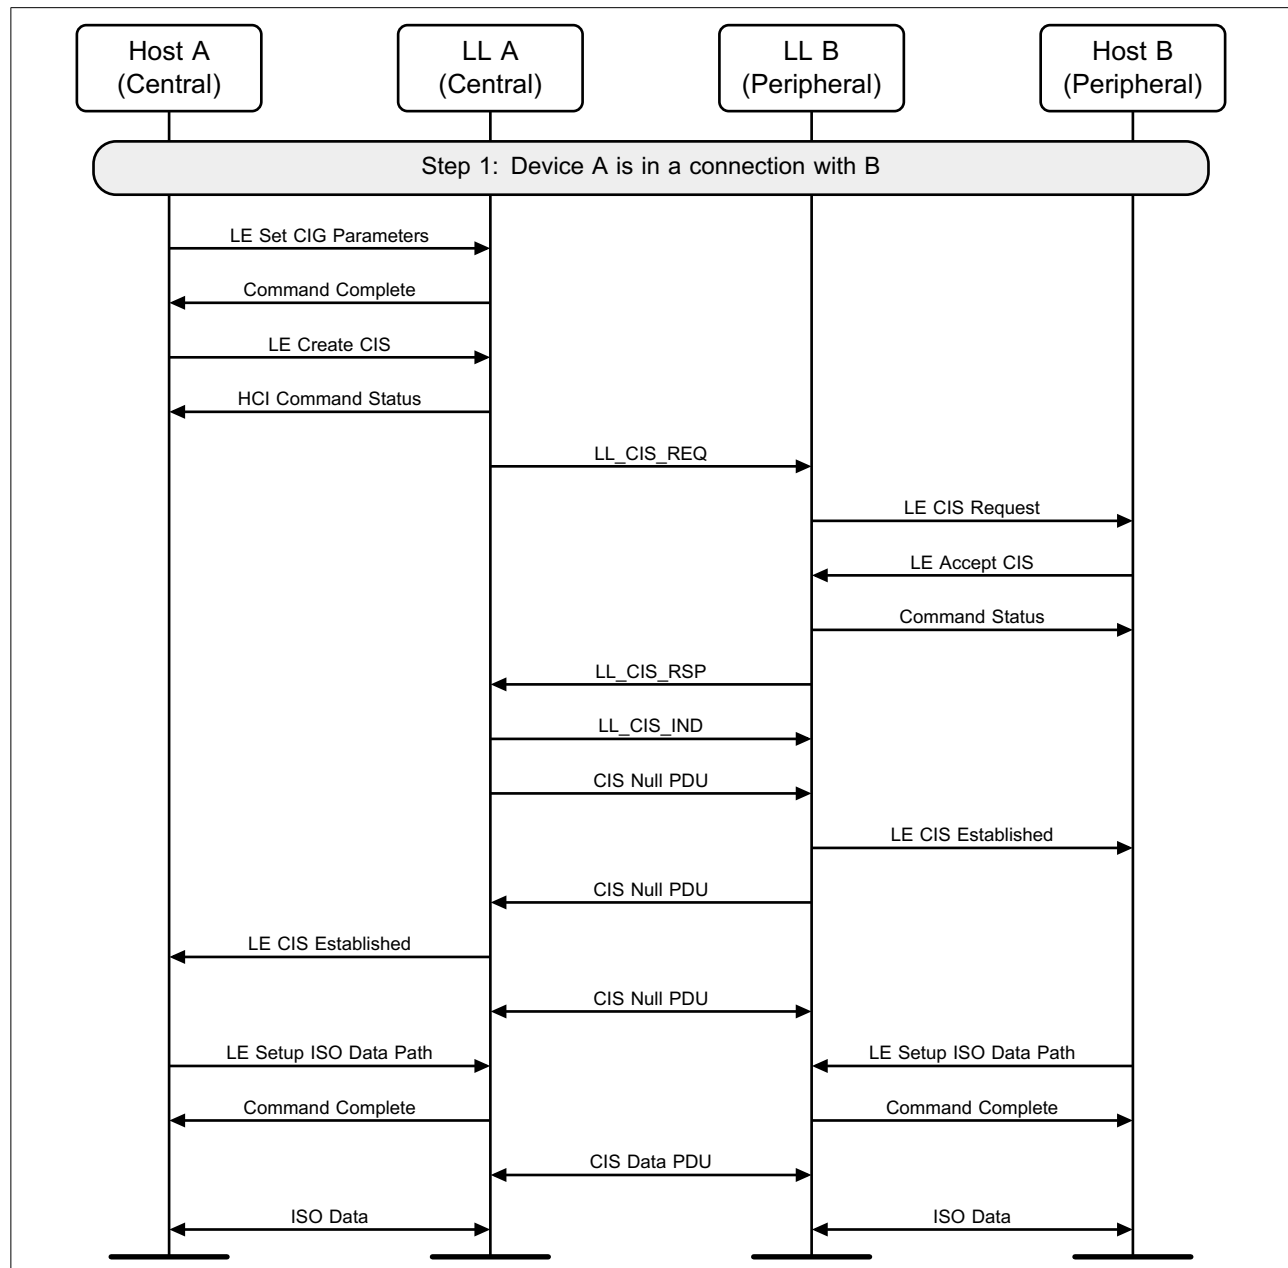 Host A
(Central)
LL A
(Central)
LL B
(Peripheral)
Host B
(Peripheral)
Step 1: Device A is in a connection with B
LE Set CIG Parameters
Command Complete
LE Create CIS
HCI Command Status
LL_CIS_REQ
LE CIS Request
LE Accept CIS
Command Status
LL_CIS_RSP
LL_CIS_IND
CIS Null PDU
LE CIS Established
CIS Null PDU
LE CIS Established
CIS Null PDU
LE Setup ISO Data Path
LE Setup ISO Data Path
Command Complete
Command Complete
CIS Data PDU
ISO Data
ISO Data